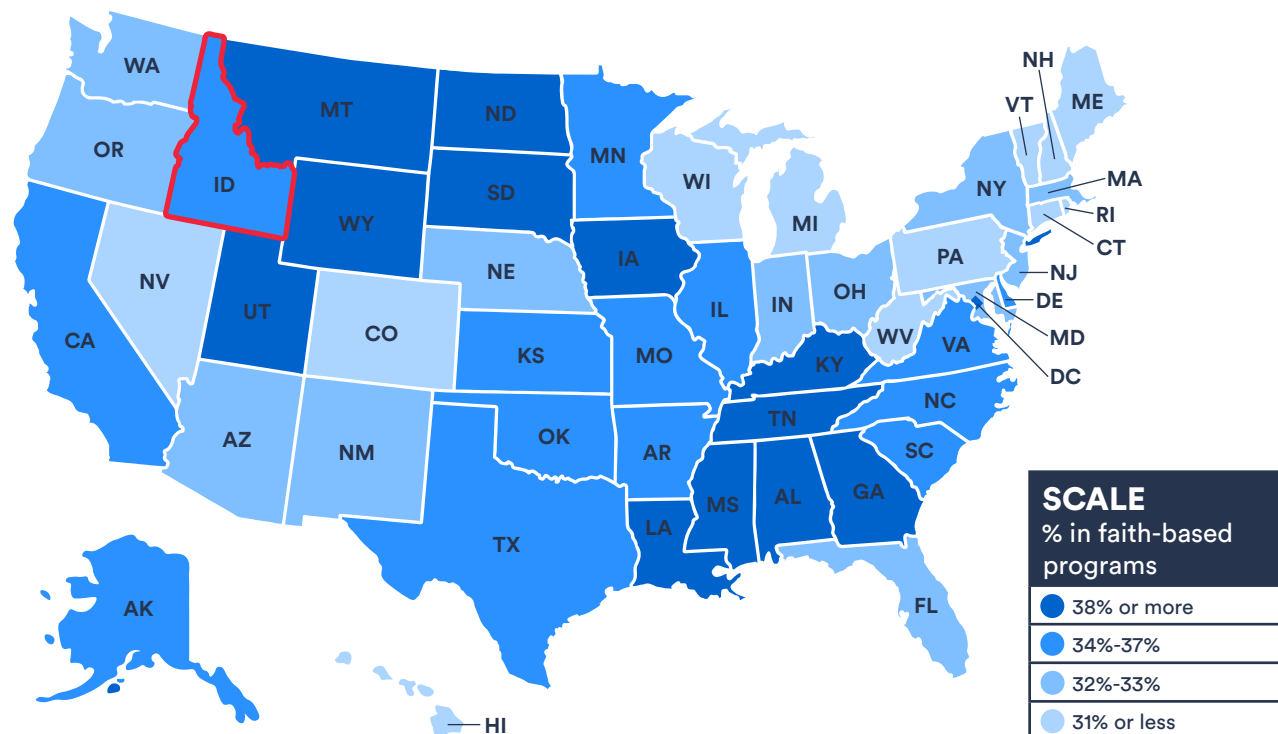 WA
MT
ND
MN
OR
ID
SD
WI
MI
NY
NH
VT
ME
MA
RI
CT
NJ
DE
MD
DC
WY
IA
NE
PA
NV
UT
CO
IL
IN
OH
WV
VA
CA
KS
MO
KY
NC
TN
AZ
NM
OK
AR
SC
MS
AL
GA
LA
TX
FL
AK
HI
SCALE
% in faith-based
programs
38% or more
34%-37%
32%-33%
31% or less